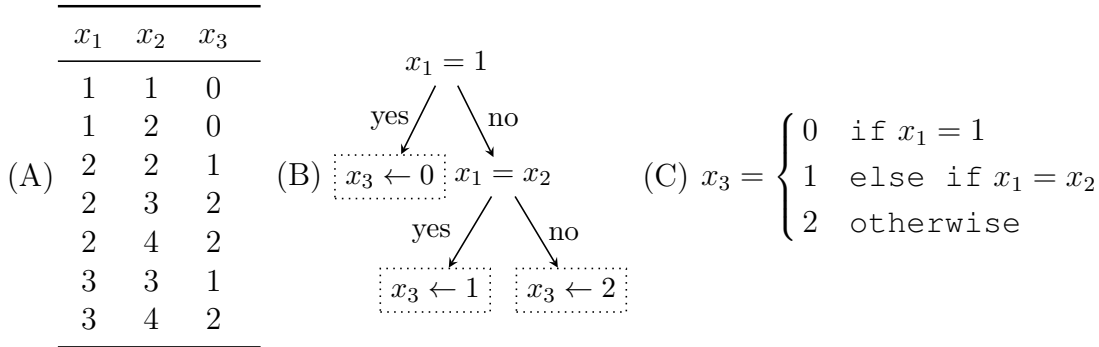 (A)
x₁ x₂ x₃
1 1 0
1 2 0
2 2 1
2 3 2
2 4 2
3 3 1
3 4 2
(B)
x₁ = 1
yes no
x₃ ← 0 x₁ = x₂
yes no
x₃ ← 1 x₃ ← 2
(C) x₃ =
0 if x₁ = 1
1 else if x₁ = x₂
2 otherwise